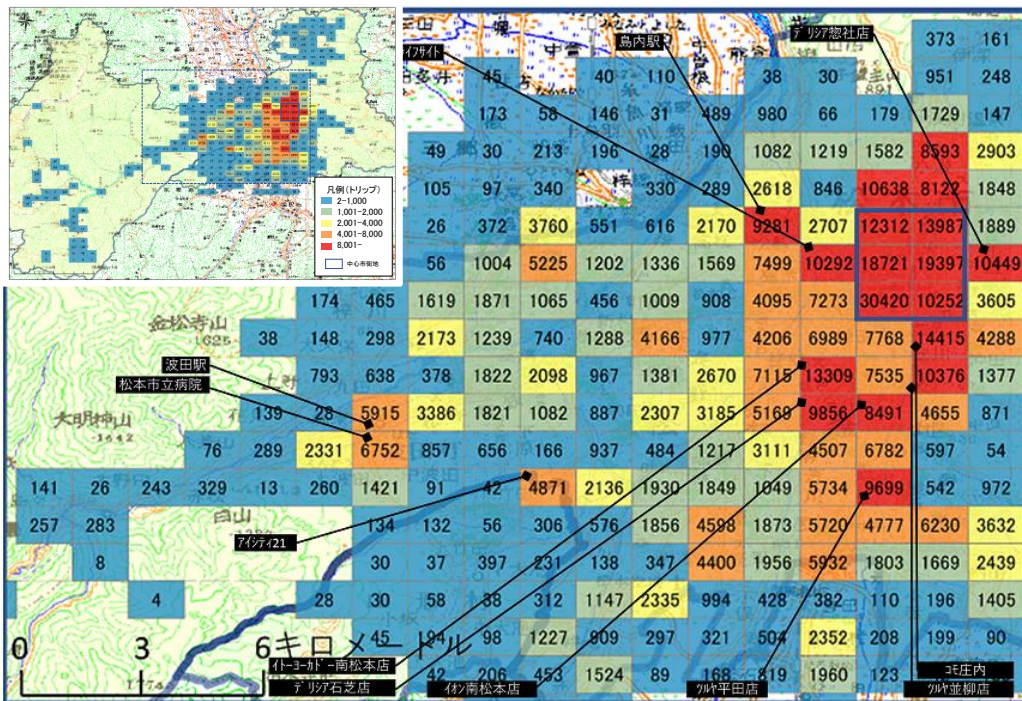 凡例(トリップ)
2-1,000
1,001-2,000
2,001-4,000
4,001-8,000
8,001-
中心市街地
島内駅
デリシア惣社店
373 161
45 40 110 38 30 951 248
173 58 146 31 489 980 66 179 1729 147
49 30 213 196 28 190 1082 1219 1582 8593 2903
105 97 340 330 289 2618 846 10638 8122 1848
26 372 3760 551 616 2170 9281 2707 12312 13987 1889
56 1004 5225 1202 1336 1569 7499 10292 18721 19397 10449
174 465 1619 1871 1065 456 1009 908 4095 7273 30420 10252 3605
金松寺山
1625
38 148 298 2173 1239 740 1288 4166 977 4206 6989 7768 14415 4288
波田駅
松本市立病院
793 638 378 1822 2098 967 1381 2670 7115 13309 7535 10376 1377
139 28 5915 3386 1821 1082 887 2307 3185 5168 9856 8491 4655 871
76 289 2331 6752 857 656 166 937 484 1217 3111 4507 6782 597 54
141 26 243 329 13 260 1421 91 42 4871 2136 1930 1849 1049 5734 9699 542 972
257 283 134 132 56 306 576 1856 4598 1873 5720 4777 6230 3632
白山
アイシティ21
8 30 37 397 231 138 347 4400 1956 5932 1803 1669 2439
4 28 30 58 38 312 1147 2335 994 428 382 110 196 1405
45 94 98 1227 809 297 321 504 2352 208 199 90
0 3 6 キロメートル
42 206 453 1524 89 168 819 1960 123
イトーヨーカドー南松本店
デリシア石芝店
イオン南松本店
ツルヤ平田店
コモ庄内
ツルヤ並柳店